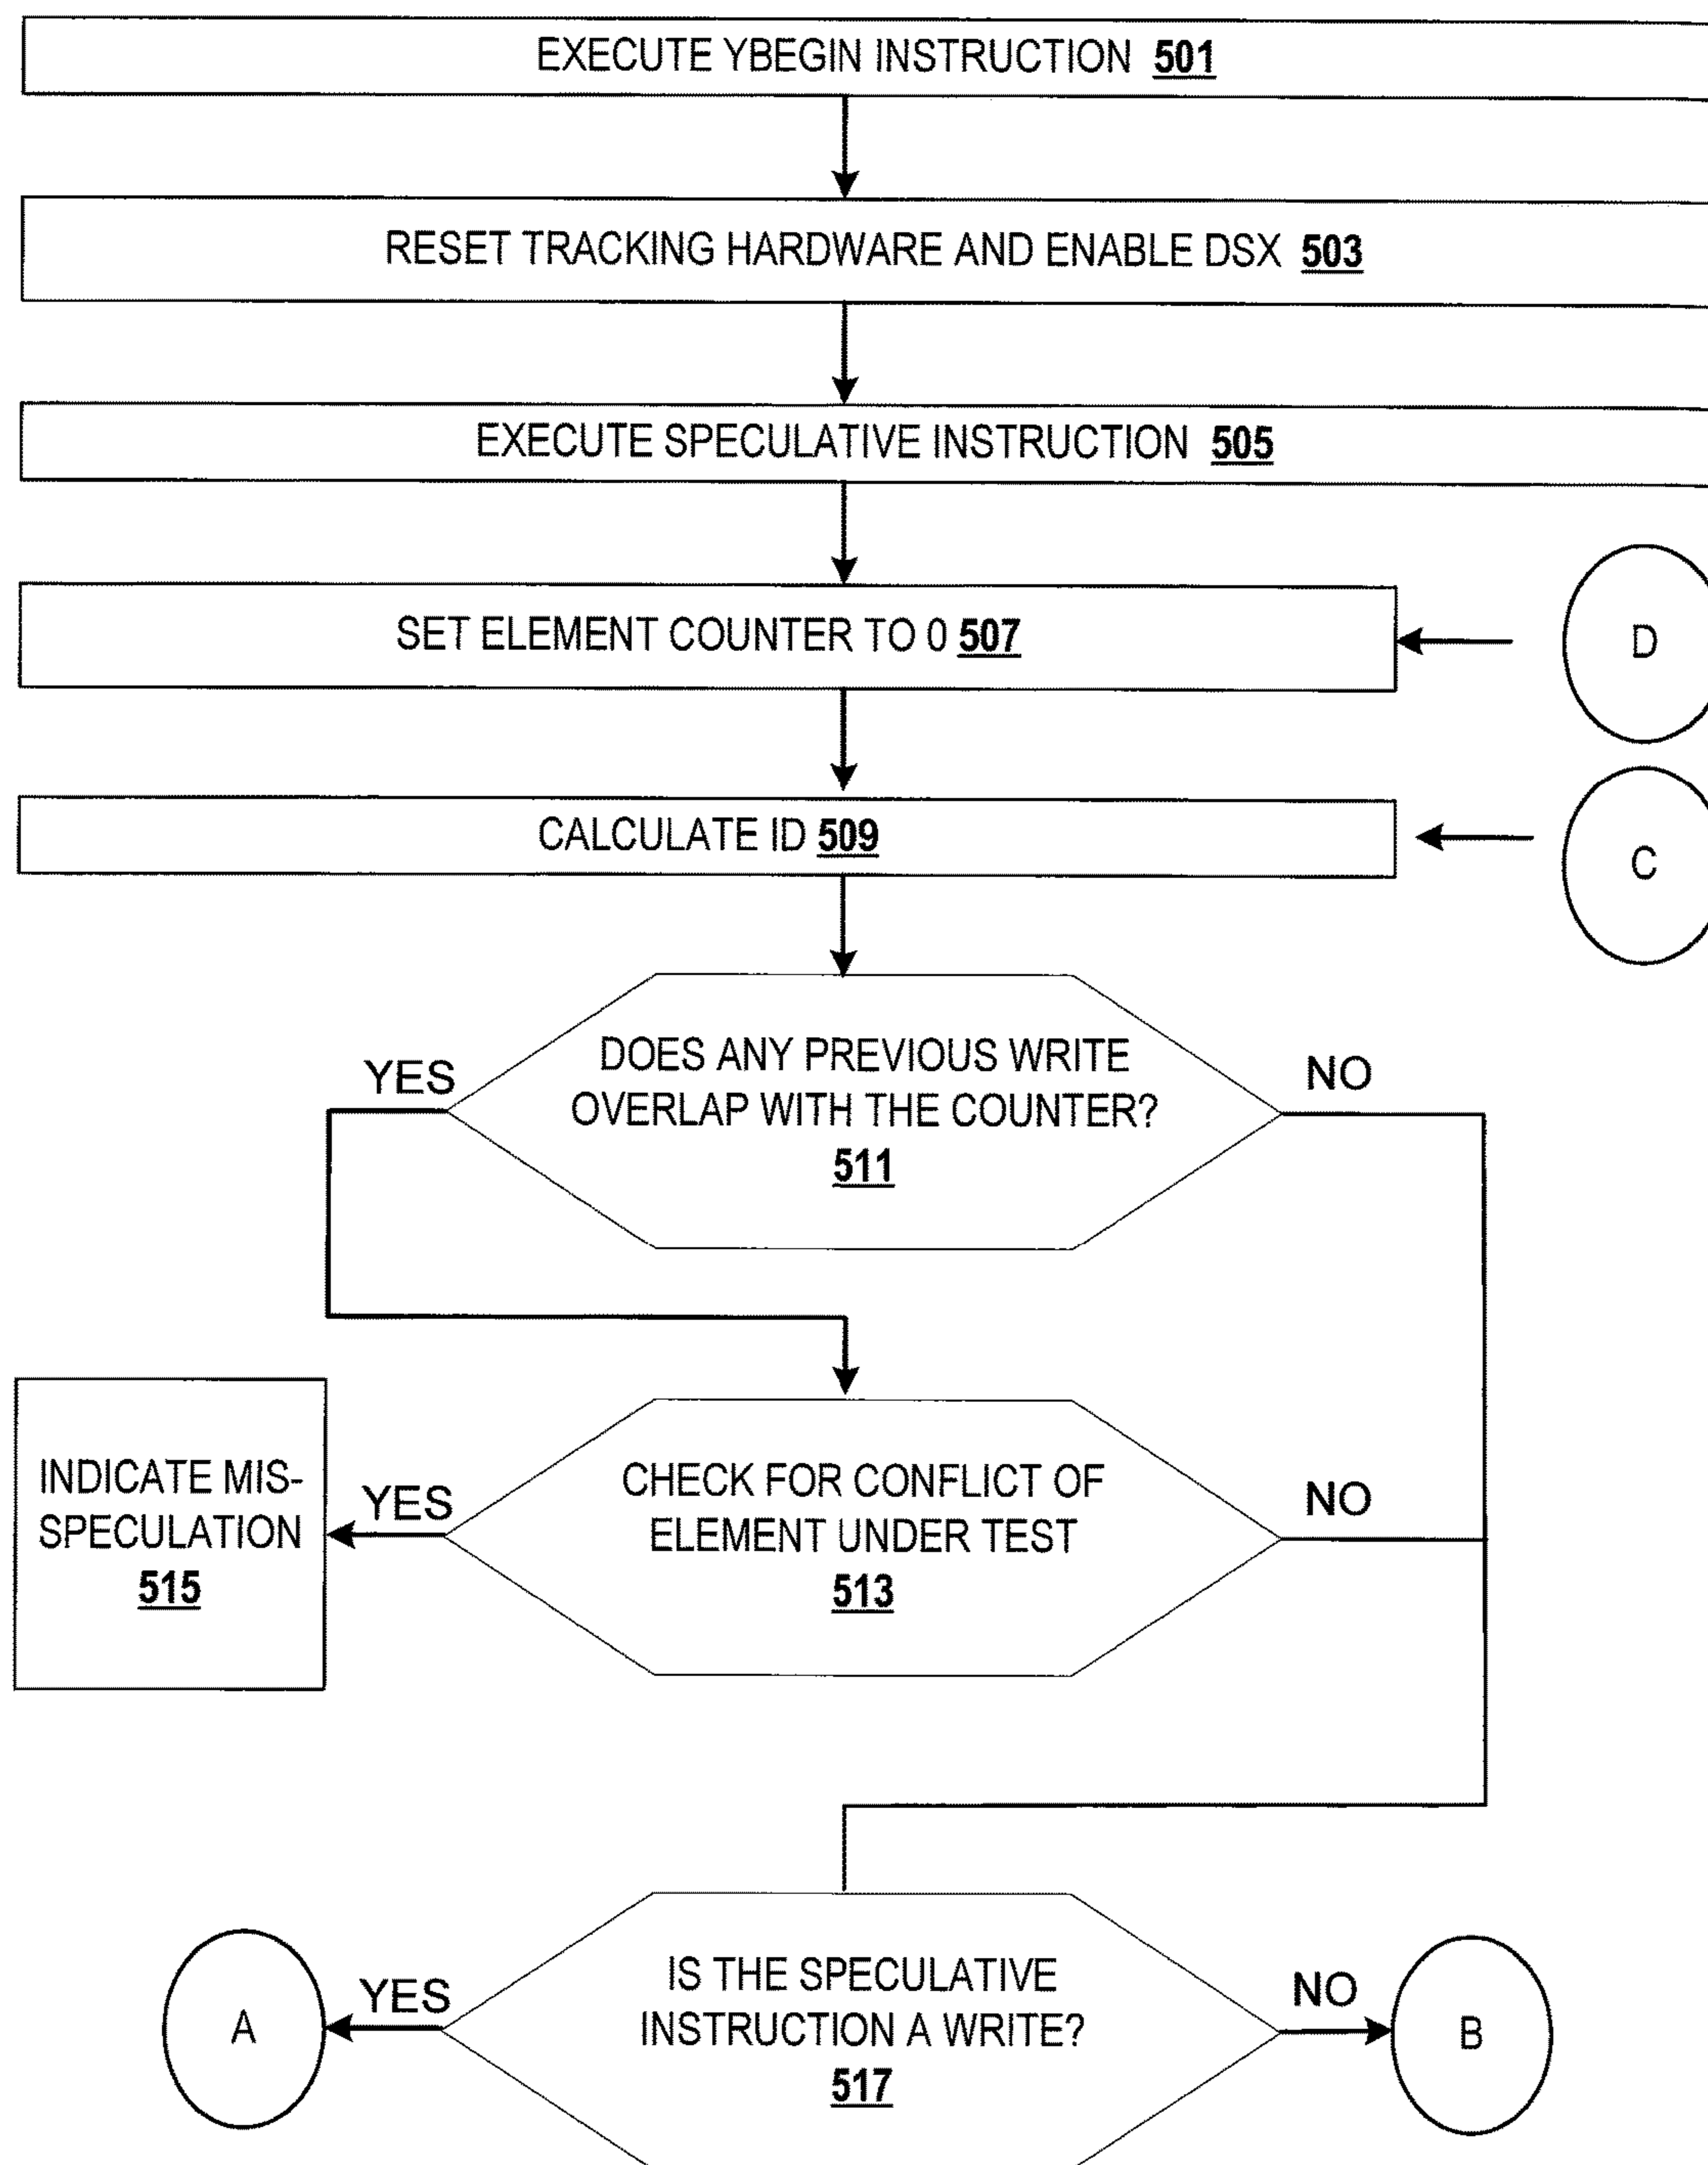 EXECUTE YBEGIN INSTRUCTION 501
RESET TRACKING HARDWARE AND ENABLE DSX 503
EXECUTE SPECULATIVE INSTRUCTION 505
SET ELEMENT COUNTER TO 0 507
D
CALCULATE ID 509
C
DOES ANY PREVIOUS WRITE
OVERLAP WITH THE COUNTER?
511
YES
NO
INDICATE MIS-
SPECULATION
515
YES
CHECK FOR CONFLICT OF
ELEMENT UNDER TEST
513
NO
A
YES
IS THE SPECULATIVE
INSTRUCTION A WRITE?
517
NO
B